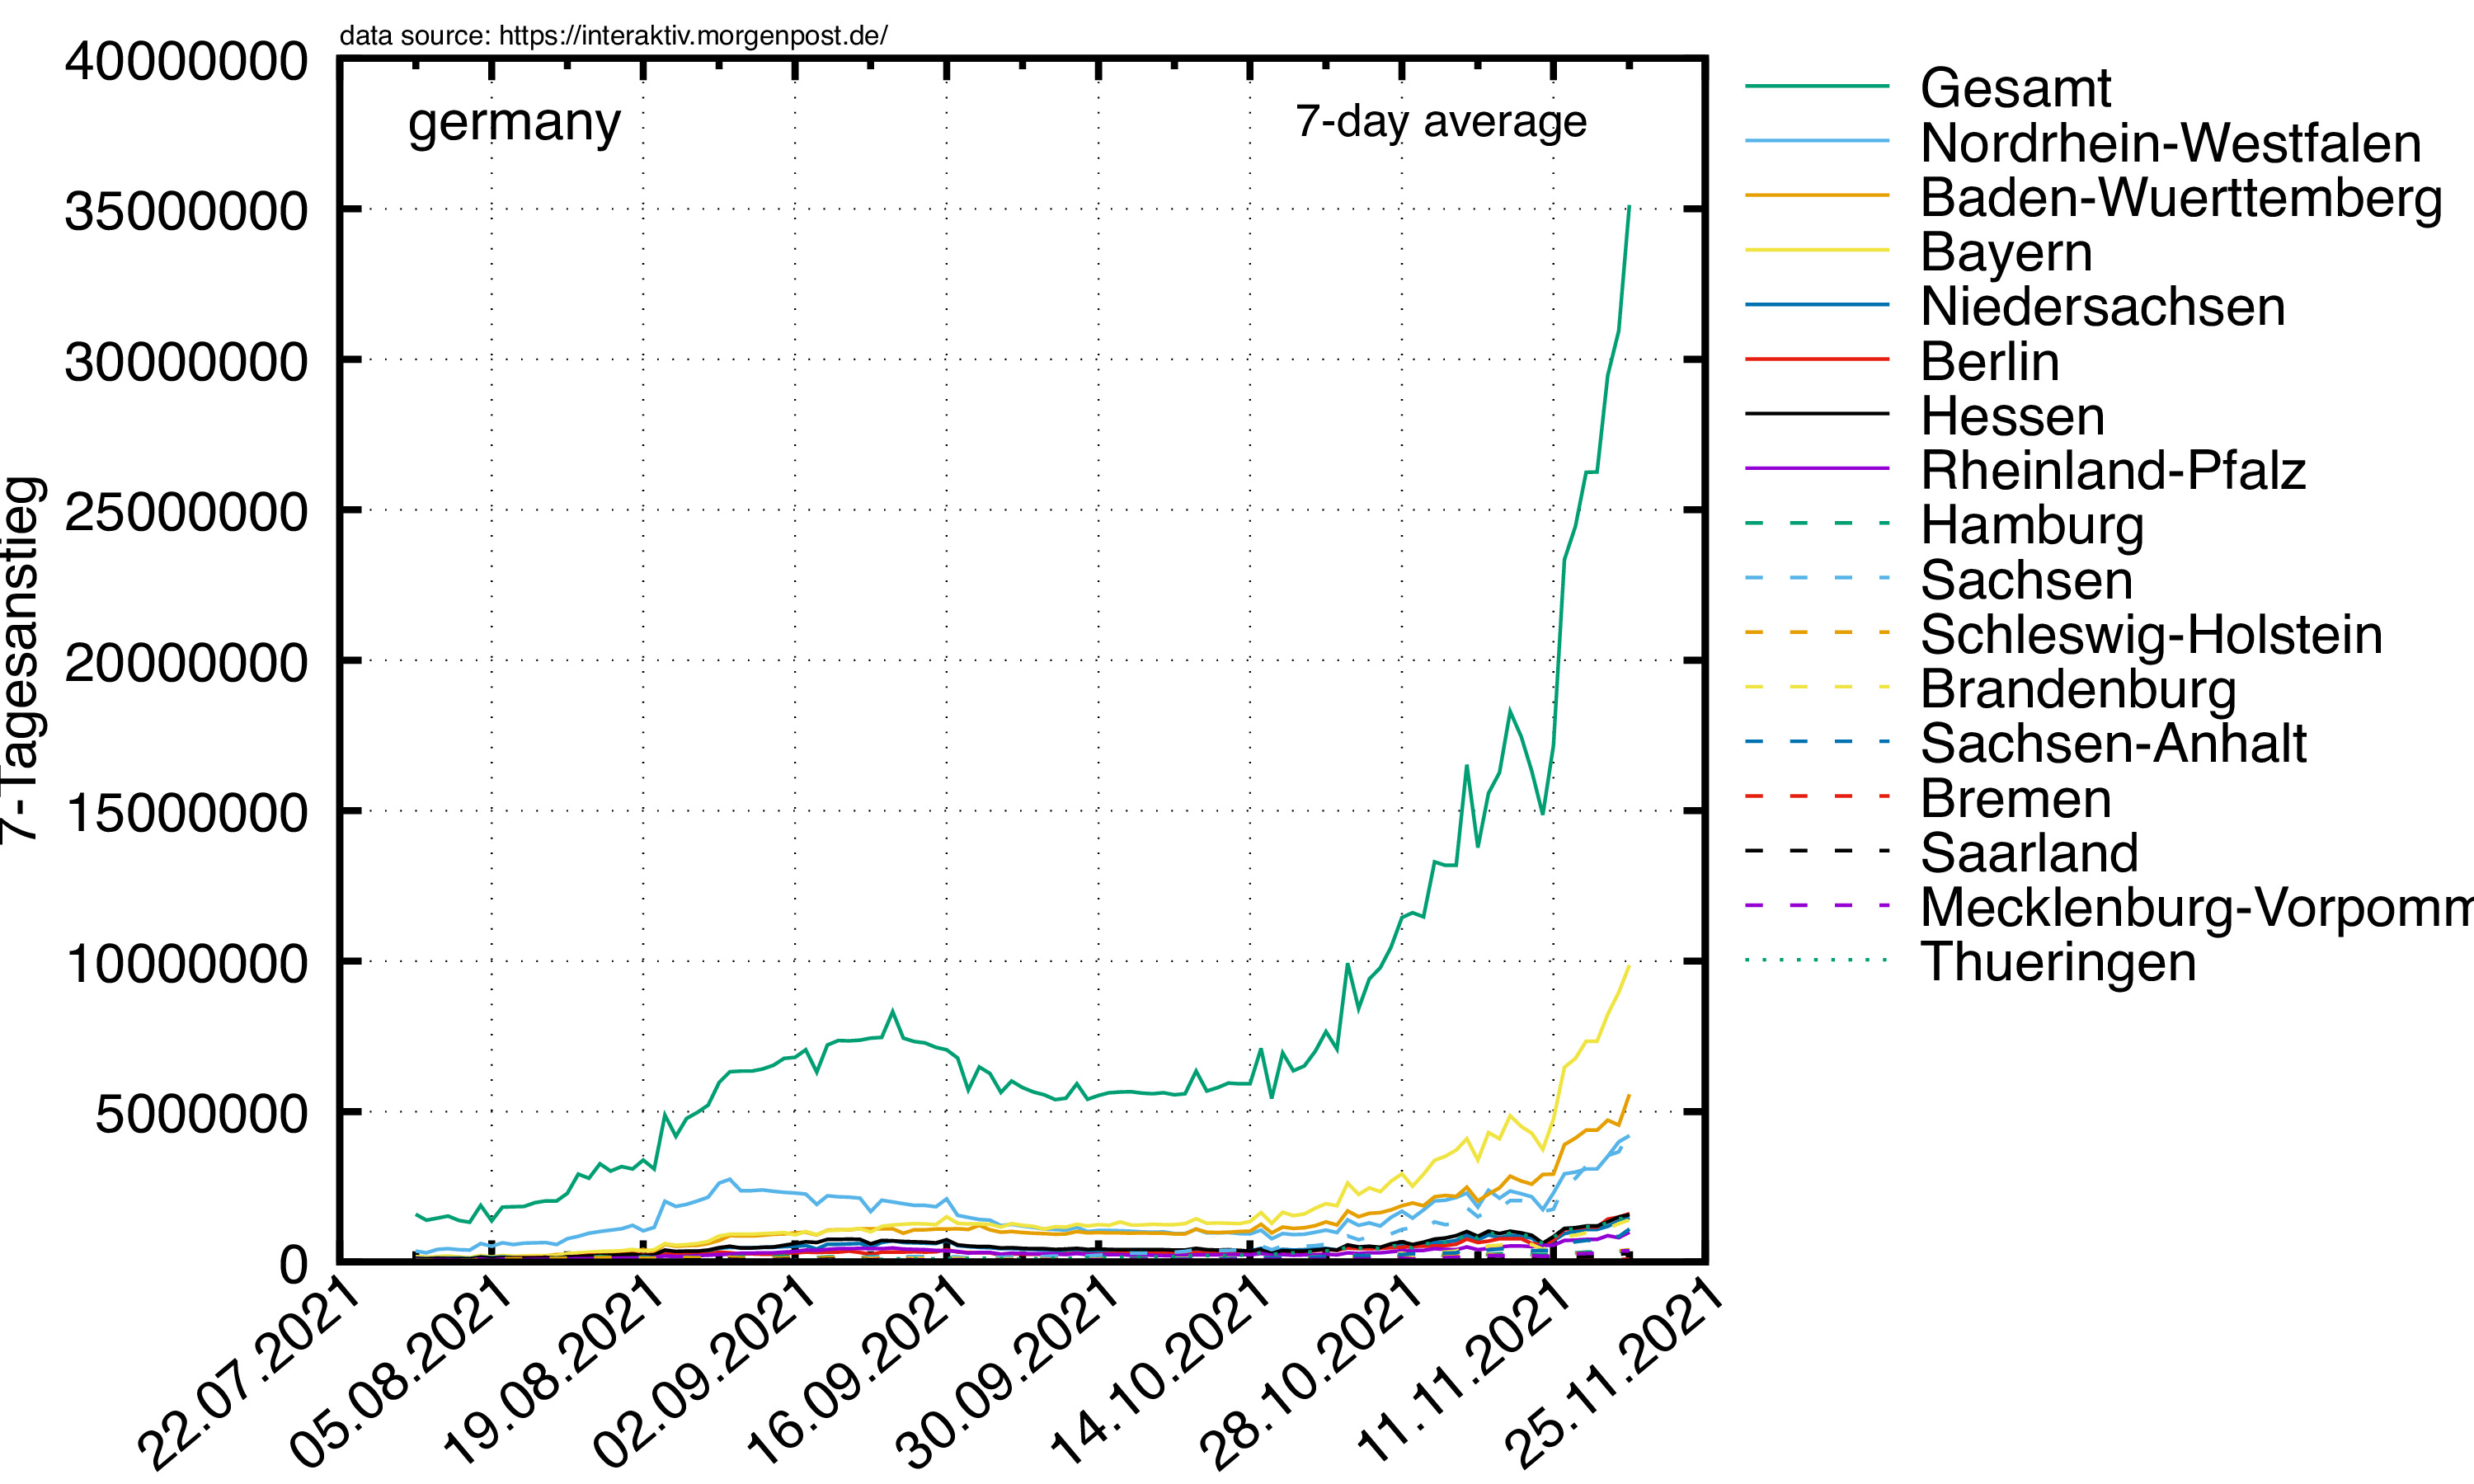 data source: https://interaktiv.morgenpost.de/
germany
7-day average
7-Tagesanstieg
40000000
35000000
30000000
25000000
20000000
15000000
10000000
5000000
0
22.07.2021
05.08.2021
19.08.2021
02.09.2021
16.09.2021
30.09.2021
14.10.2021
28.10.2021
11.11.2021
25.11.2021
Gesamt
Nordrhein-Westfalen
Baden-Wuerttemberg
Bayern
Niedersachsen
Berlin
Hessen
Rheinland-Pfalz
Hamburg
Sachsen
Schleswig-Holstein
Brandenburg
Sachsen-Anhalt
Bremen
Saarland
Mecklenburg-Vorpomm
Thueringen